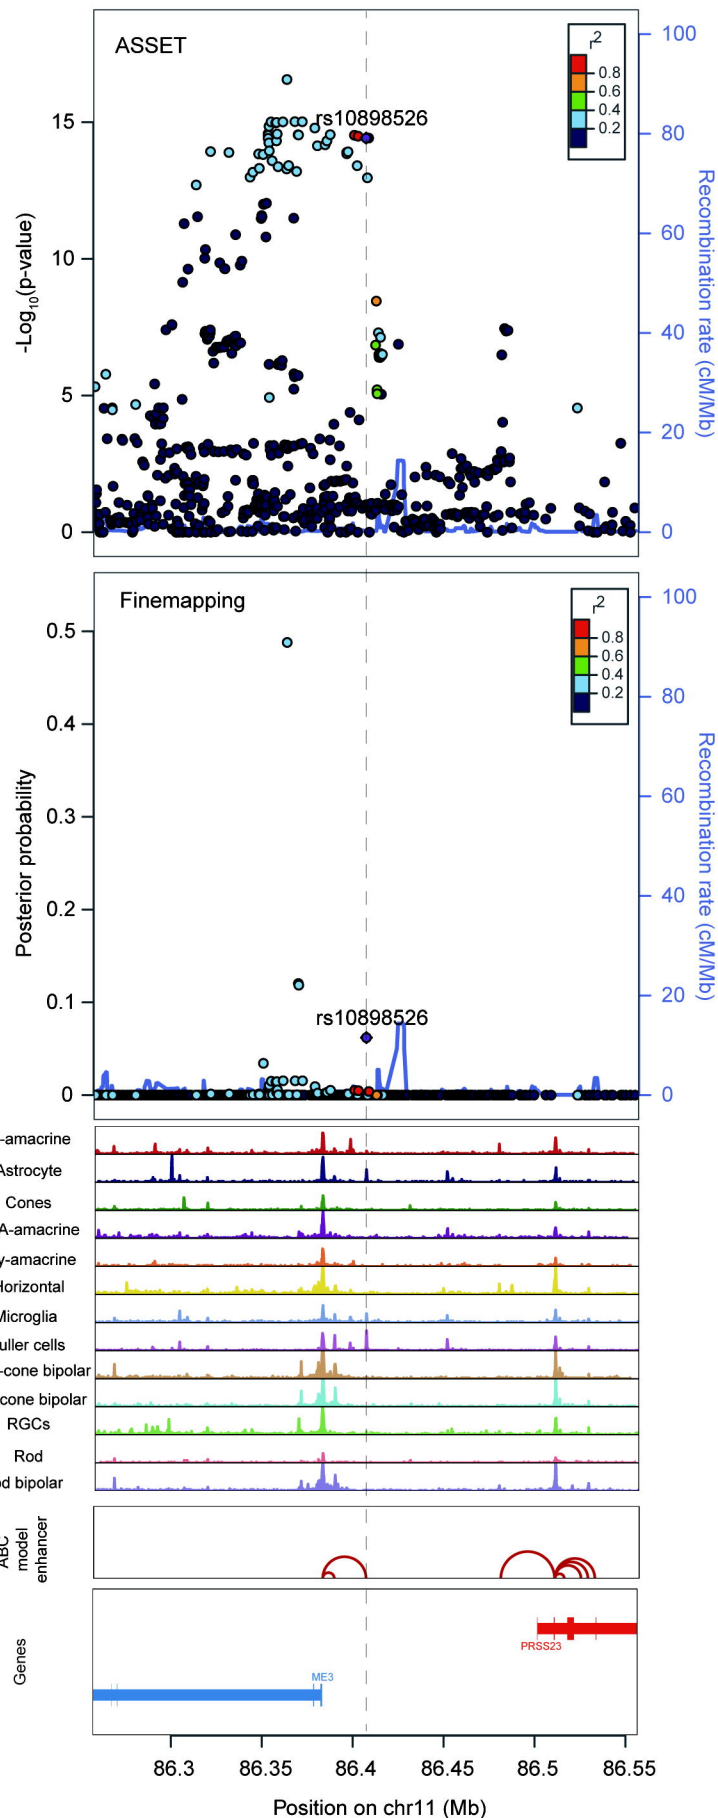 ASSET
r2
0.8
0.6
0.4
0.2
rs10898526
15
10
5
0
-Log10(p-value)
100
80
60
40
20
0
Recombination rate (cM/Mb)
Finemapping
r2
0.8
0.6
0.4
0.2
rs10898526
0.5
0.4
0.3
0.2
0.1
0
Posterior probability
100
80
60
40
20
0
Recombination rate (cM/Mb)
-amacrine
Astrocyte
Cones
A-amacrine
y-amacrine
Horizontal
Microglia
uller cells
-cone bipolar
cone bipolar
RGCs
Rod
d bipolar
ABC
model
enhancer
Genes
PRSS23
ME3
86.3
86.35
86.4
86.45
86.5
86.55
Position on chr11 (Mb)